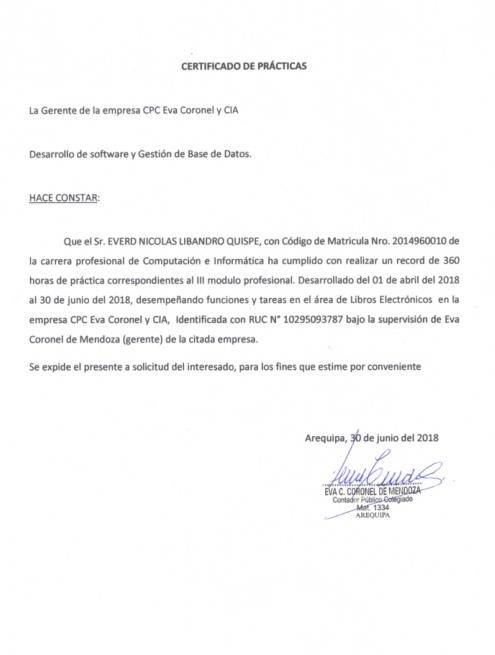 CERTIFICADO DE PRÁCTICAS
La Gerente de la empresa CPC Eva Coronel y CIA
Desarrollo de software y Gestión de Base de Datos.
HACE CONSTAR:
Que el Sr. EVERD NICOLAS LIBANDRO QUISPE, con Código de Matricula Nro. 2014960010 de
la carrera profesional de Computación e Informática ha cumplido con realizar un record de 360
horas de práctica correspondientes al III modulo profesional. Desarrollado del 01 de abril del 2018
al 30 de junio del 2018, desempeñando funciones y tareas en el área de Libros Electrónicos en la
empresa CPC Eva Coronel y CIA, Identificada con RUC N° 10295093787 bajo la supervisión de Eva
Coronel de Mendoza (gerente) de la citada empresa.
Se expide el presente a solicitud del interesado, para los fines que estime por conveniente
Arequipa, 30 de junio del 2018
EVA C. CORONEL DE MENDOZA
Contador Público Colegiado
Mat. 1334
AREQUIPA